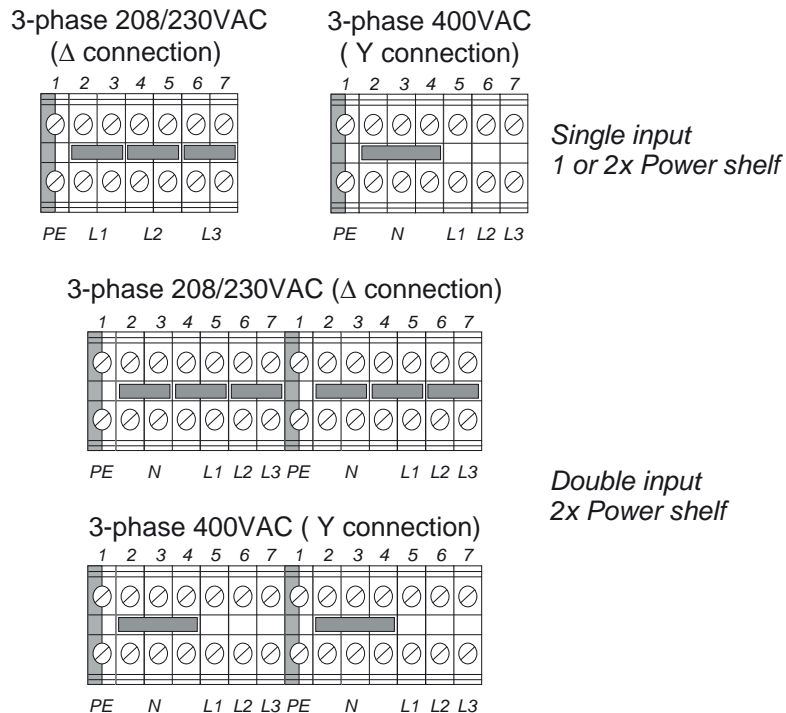 3-phase 208/230VAC
(Δ connection)
1 2 3 4 5 6 7
PE L1 L2 L3
3-phase 400VAC
( Y connection)
1 2 3 4 5 6 7
PE N L1 L2 L3
Single input
1 or 2x Power shelf
3-phase 208/230VAC (Δ connection)
1 2 3 4 5 6 7 1 2 3 4 5 6 7
PE N L1 L2 L3 PE N L1 L2 L3
Double input
2x Power shelf
3-phase 400VAC ( Y connection)
1 2 3 4 5 6 7 1 2 3 4 5 6 7
PE N L1 L2 L3 PE N L1 L2 L3